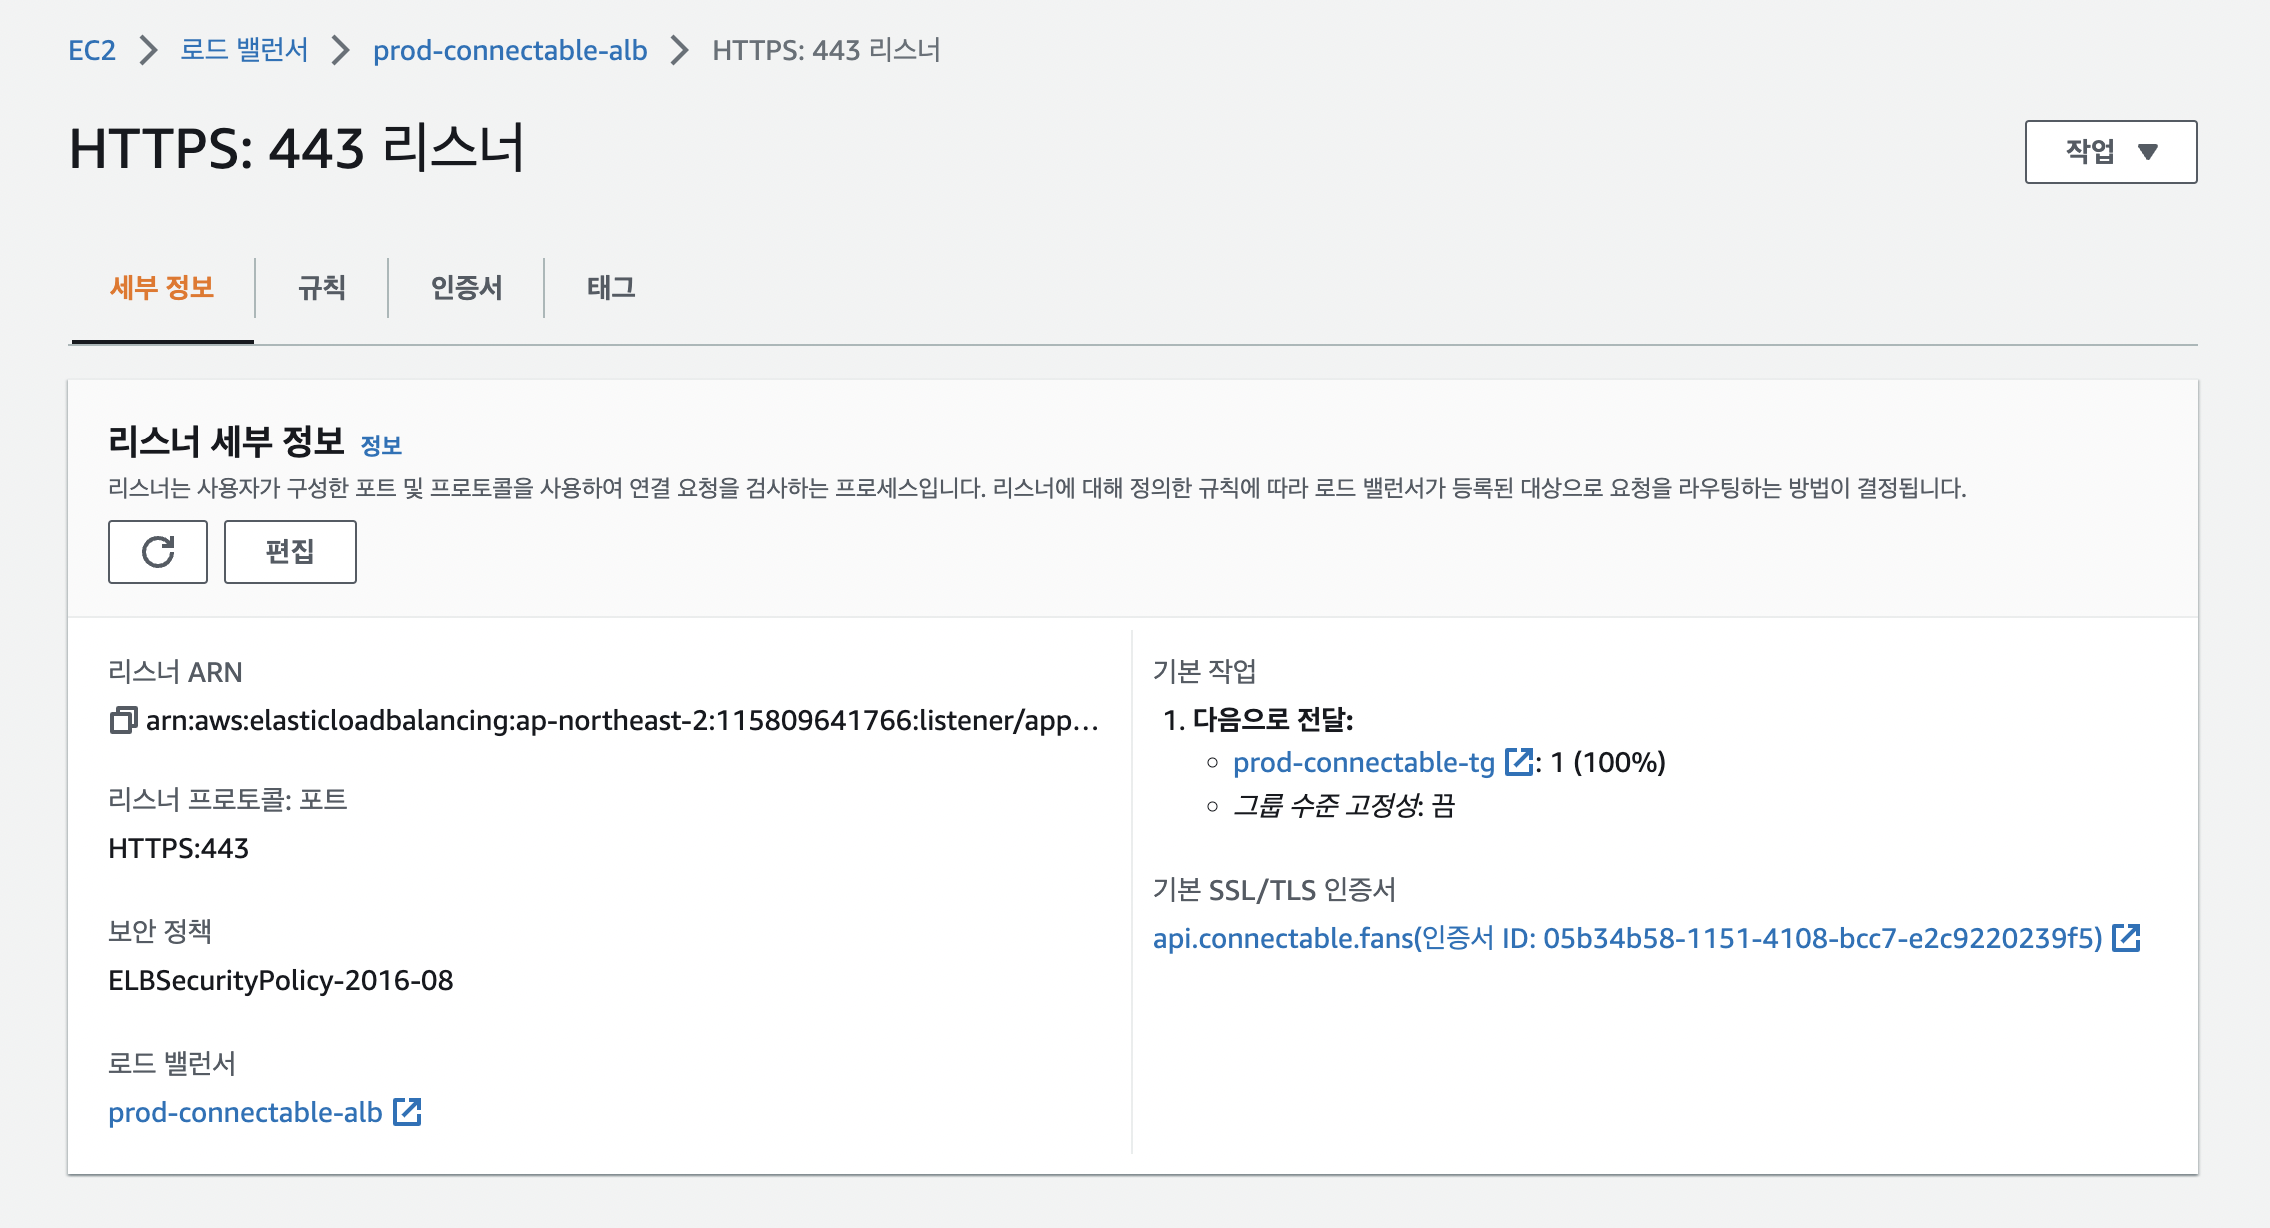 EC2 > 로드 밸런서 > prod-connectable-alb > HTTPS: 443 리스너
HTTPS: 443 리스너
작업
세부 정보
규칙
인증서
태그
리스너 세부 정보 정보
리스너는 사용자가 구성한 포트 및 프로토콜을 사용하여 연결 요청을 검사하는 프로세스입니다. 리스너에 대해 정의한 규칙에 따라 로드 밸런서가 등록된 대상으로 요청을 라우팅하는 방법이 결정됩니다.
편집
리스너 ARN
arn:aws:elasticloadbalancing:ap-northeast-2:115809641766:listener/app...
리스너 프로토콜: 포트
HTTPS:443
보안 정책
ELBSecurityPolicy-2016-08
로드 밸런서
prod-connectable-alb
기본 작업
1. 다음으로 전달:
prod-connectable-tg : 1 (100%)
그룹 수준 고정성: 끔
기본 SSL/TLS 인증서
api.connectable.fans(인증서 ID: 05b34b58-1151-4108-bcc7-e2c9220239f5)